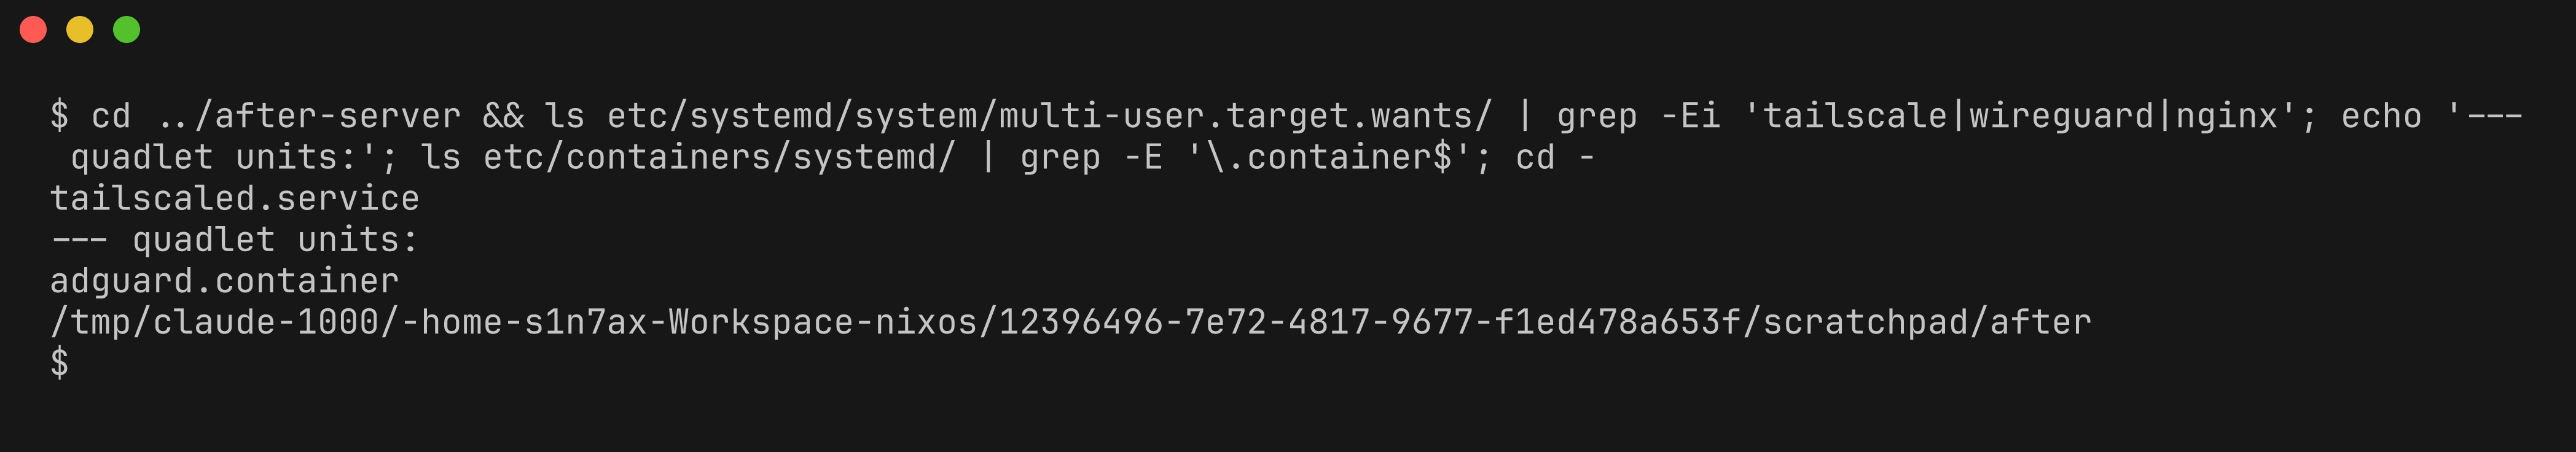 $ cd ../after-server && ls etc/systemd/system/multi-user.target.wants/ | grep -Ei 'tailscale|wireguard|nginx'; echo '---
 quadlet units:'; ls etc/containers/systemd/ | grep -E '\.container$'; cd -
tailscaled.service
--- quadlet units:
adguard.container
/tmp/claude-1000/-home-s1n7ax-Workspace-nixos/12396496-7e72-4817-9677-f1ed478a653f/scratchpad/after
$